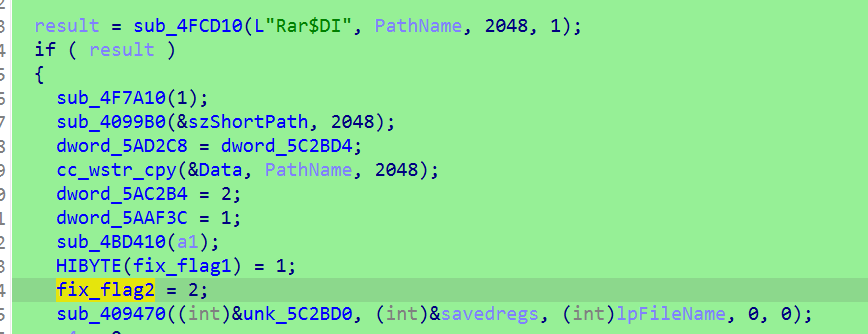 result = sub_4FCD10(L"Rar$DI", PathName, 2048, 1);
if ( result )
{
sub_4F7A10(1);
sub_4099B0(&szShortPath, 2048);
dword_5AD2C8 = dword_5C2BD4;
cc_wstr_cpy(&Data, PathName, 2048);
dword_5AC2B4 = 2;
dword_5AAF3C = 1;
sub_4BD410(a1);
HIBYTE(fix_flag1) = 1;
fix_flag2 = 2;
sub_409470((int)&unk_5C2BD0, (int)&savedregs, (int)lpFileName, 0, 0);